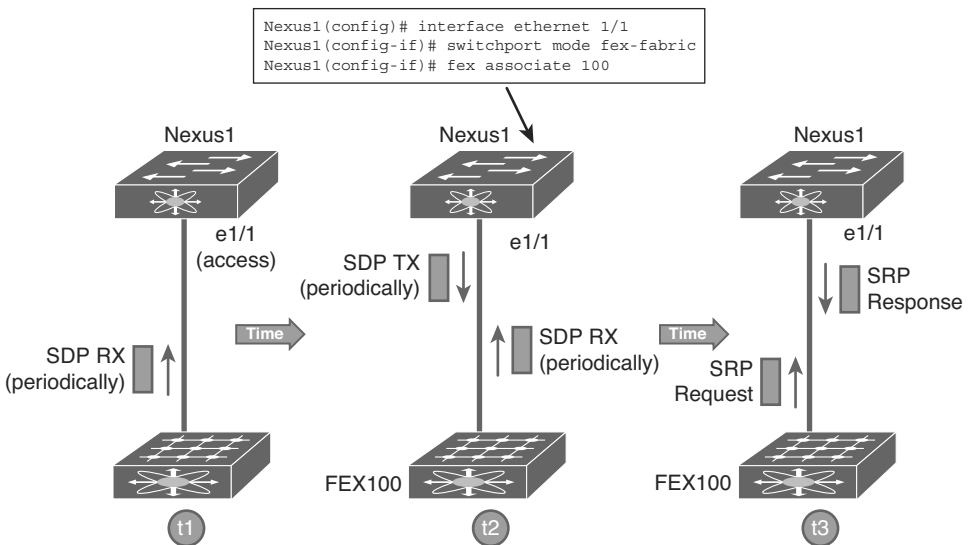 Nexus1(config)# interface ethernet 1/1
Nexus1(config-if)# switchport mode fex-fabric
Nexus1(config-if)# fex associate 100
Nexus1
e1/1
(access)
SDP RX
(periodically)
t1
Time
Nexus1
e1/1
SDP TX
(periodically)
SDP RX
(periodically)
FEX100
t2
Time
Nexus1
e1/1
SRP
Response
SRP
Request
FEX100
t3